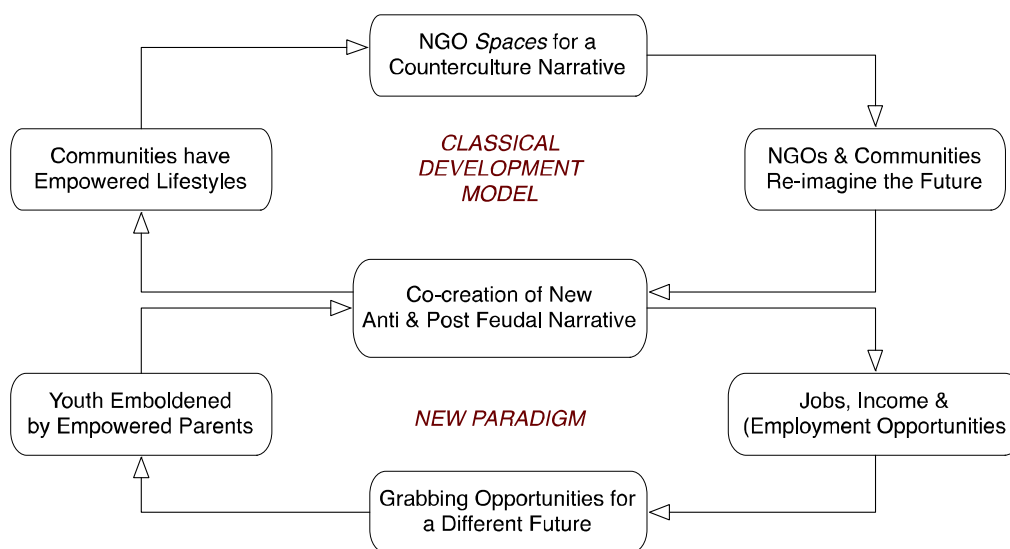 NGO Spaces for a
Counterculture Narrative
Communities have
Empowered Lifestyles
CLASSICAL
DEVELOPMENT
MODEL
NGOs & Communities
Re-imagine the Future
Co-creation of New
Anti & Post Feudal Narrative
Youth Emboldened
by Empowered Parents
NEW PARADIGM
Jobs, Income &
(Employment Opportunities
Grabbing Opportunities for
a Different Future